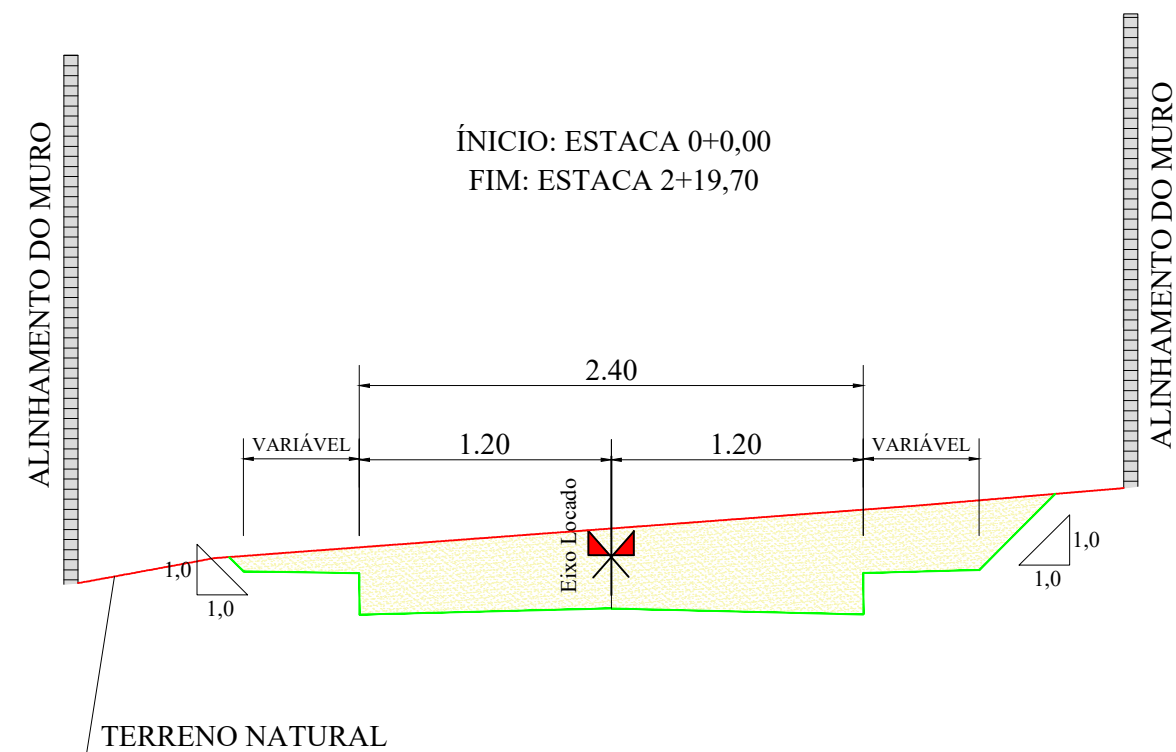 ÍNICIO: ESTACA 0+0,00
FIM: ESTACA 2+19,70
ALINHAMENTO DO MURO
ALINHAMENTO DO MURO
2.40
VARIÁVEL
1.20
1.20
VARIÁVEL
Eixo Locado
1,0
1,0
1,0
1,0
TERRENO NATURAL